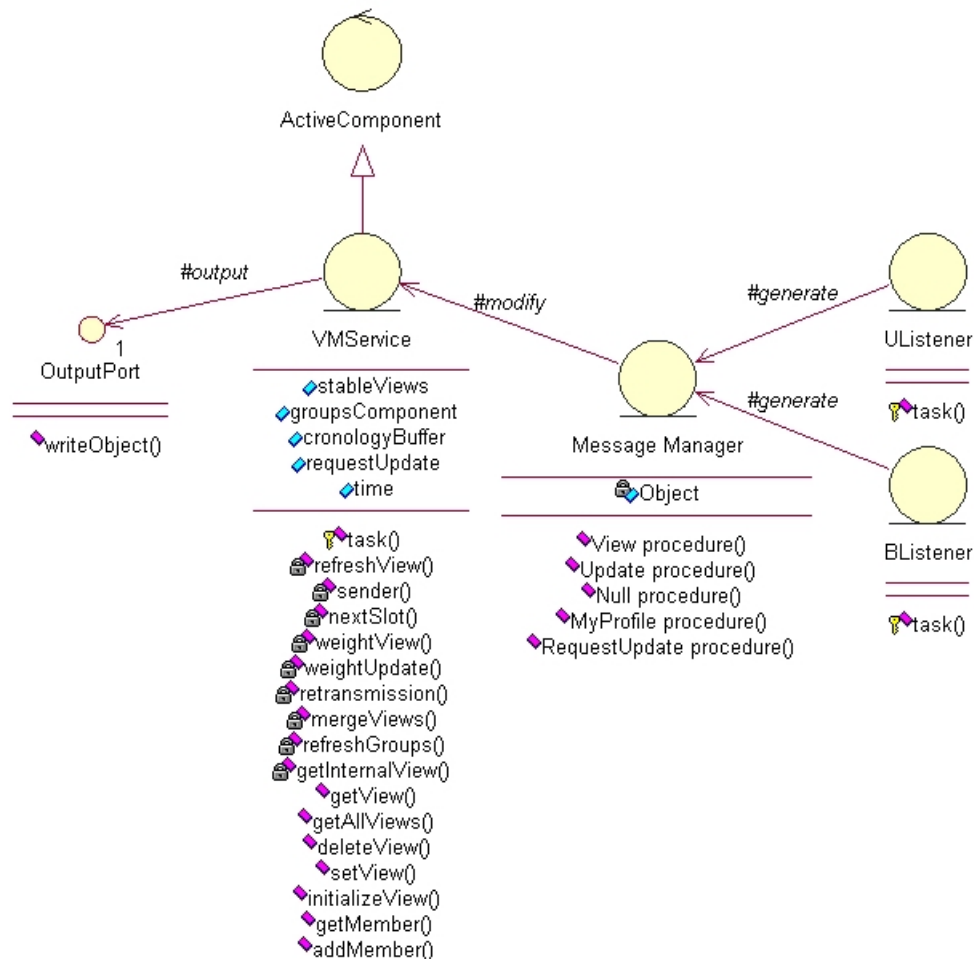 ActiveComponent
#output
#modify
#generate
VMService
UListener
1
OutputPort
writeObject()
stableViews
groupsComponent
cronologyBuffer
requestUpdate
time
task()
refreshView()
sender()
nextSlot()
weightView()
weightUpdate()
retransmission()
mergeViews()
refreshGroups()
getInternalView()
getView()
getAllViews()
deleteView()
setView()
initializeView()
getMember()
addMember()
Message Manager
Object
View procedure()
Update procedure()
Null procedure()
MyProfile procedure()
RequestUpdate procedure()
task()
#generate
BListener
task()